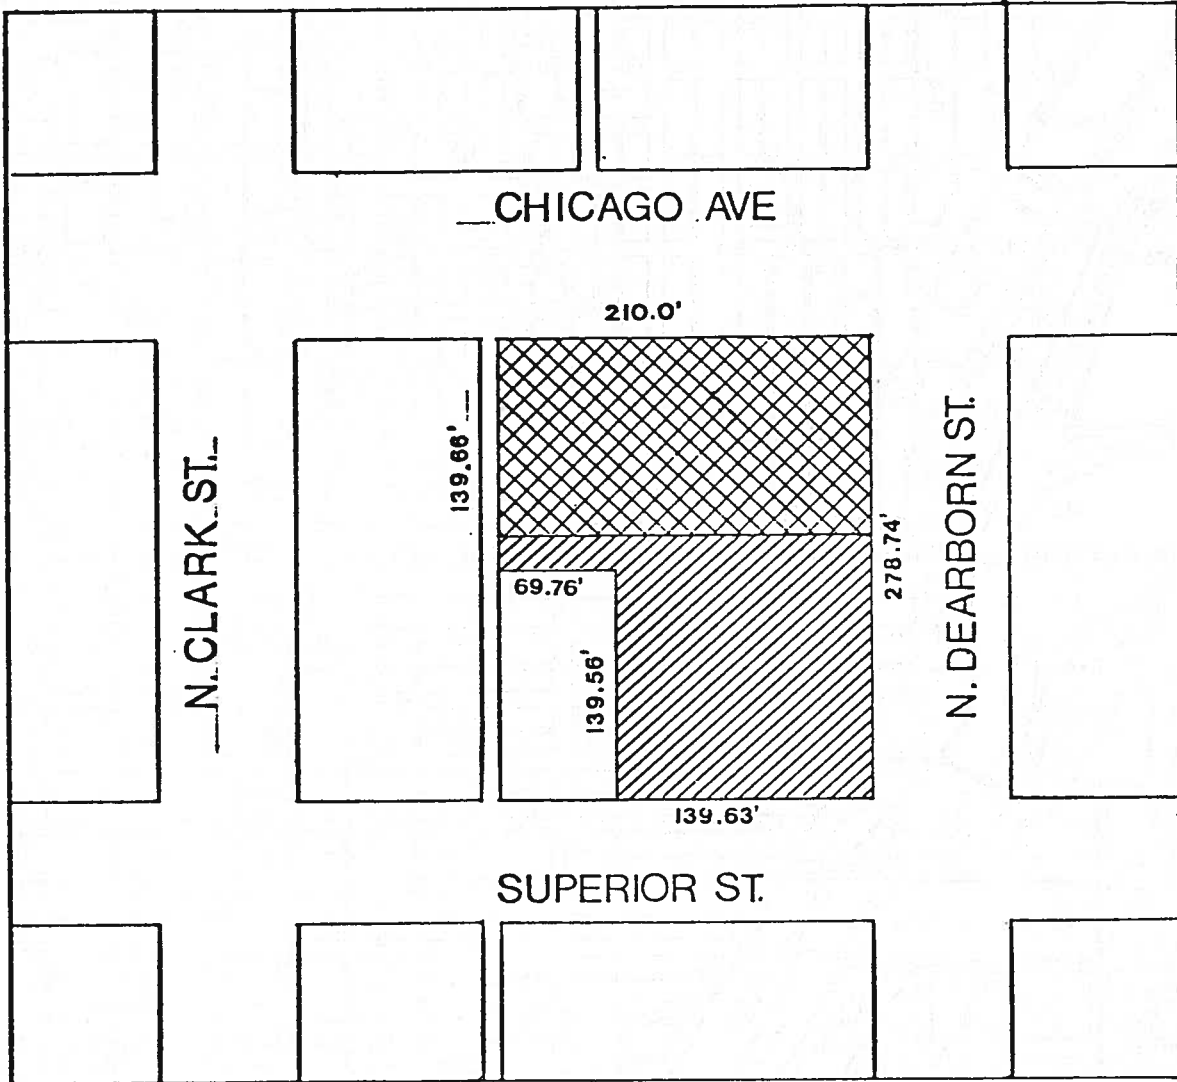 CHICAGO AVE
210.0'
139.66'
N. CLARK ST.
N. DEARBORN ST.
278.74'
69.76'
139.56'
139.63'
SUPERIOR ST.